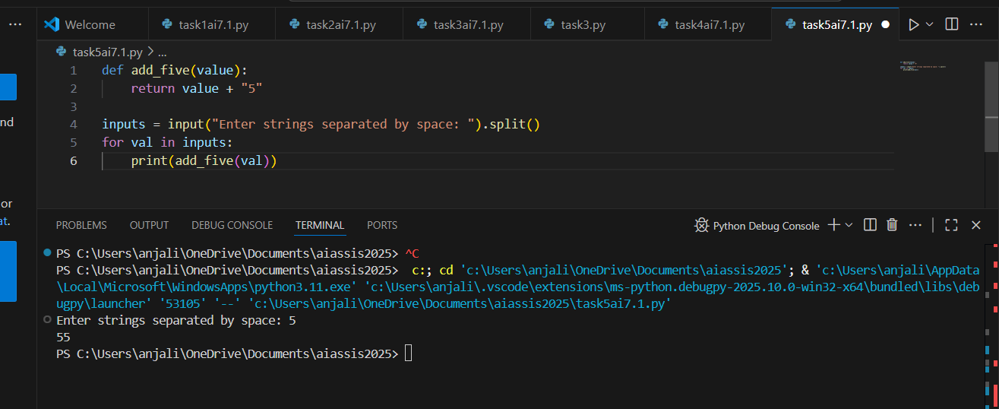 Welcome task1ai7.1.py task2ai7.1.py task3ai7.1.py task3.py task4ai7.1.py task5ai7.1.py
task5ai7.1.py > ...
nd
or
at.
1 def add_five(value):
2 return value + "5"
3
4 inputs = input("Enter strings separated by space: ").split()
5 for val in inputs:
6 print(add_five(val))
PROBLEMS OUTPUT DEBUG CONSOLE TERMINAL PORTS Python Debug Console
PS C:\Users\anjali\OneDrive\Documents\aiassis2025> ^C
PS C:\Users\anjali\OneDrive\Documents\aiassis2025> c:; cd 'c:\Users\anjali\OneDrive\Documents\aiassis2025'; & 'c:\Users\anjali\AppData
\Local\Microsoft\WindowsApps\python3.11.exe' 'c:\Users\anjali\.vscode\extensions\ms-python.debugpy-2025.10.0-win32-x64\bundled\libs\deb
ugpy\launcher' '53105' '--' 'c:\Users\anjali\OneDrive\Documents\aiassis2025\task5ai7.1.py'
Enter strings separated by space: 5
55
PS C:\Users\anjali\OneDrive\Documents\aiassis2025>